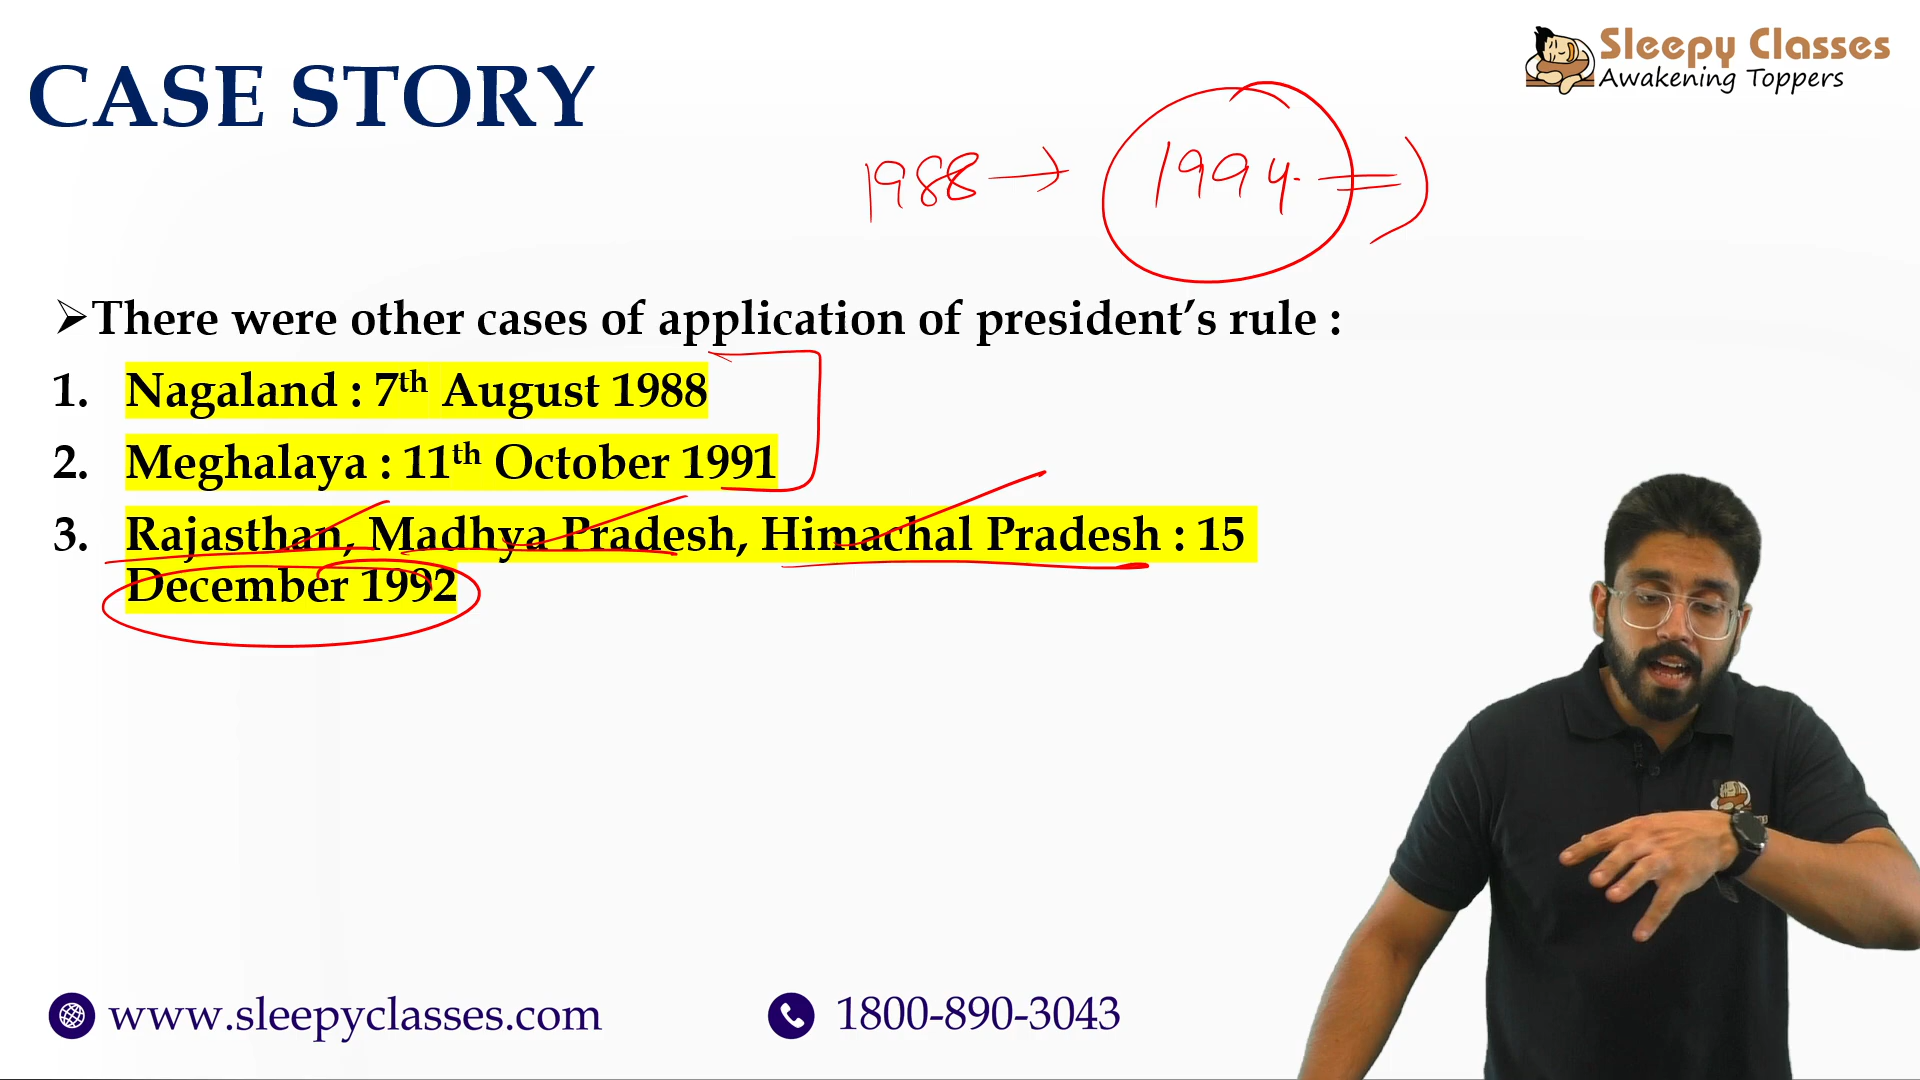 CASE STORY
Sleepy Classes
Awakening Toppers
1988 → 1994. ⇒
➢There were other cases of application of president’s rule :
1. Nagaland : 7th August 1988
2. Meghalaya : 11th October 1991
3. Rajasthan, Madhya Pradesh, Himachal Pradesh : 15
December 1992
www.sleepyclasses.com
1800-890-3043